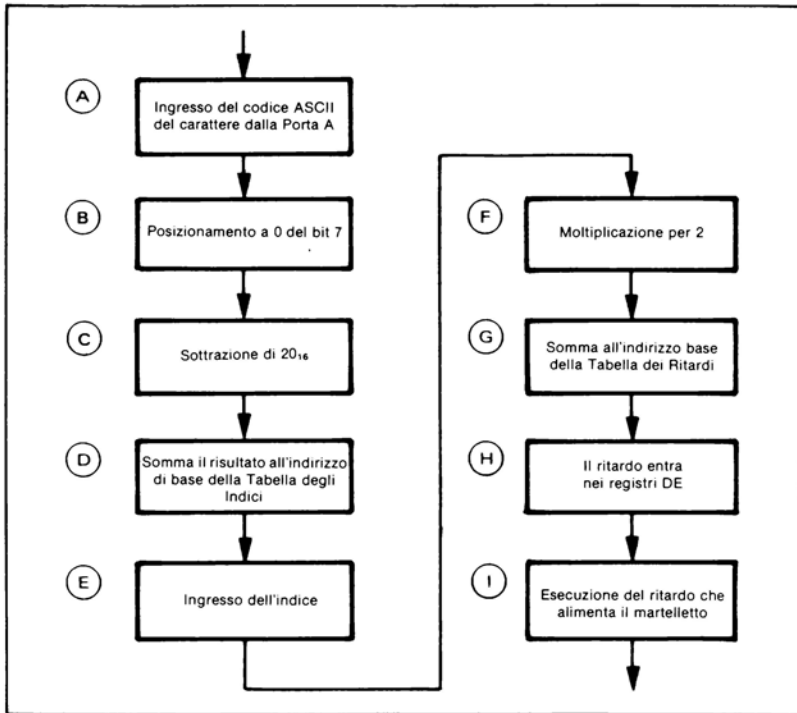 A
Ingresso del codice ASCII
del carattere dalla Porta A
B
Posizionamento a 0 del bit 7
C
Sottrazione di 20₁₆
D
Somma il risultato all'indirizzo
di base della Tabella degli
Indici
E
Ingresso dell'indice
F
Moltiplicazione per 2
G
Somma all'indirizzo base
della Tabella dei Ritardi
H
Il ritardo entra
nei registri DE
I
Esecuzione del ritardo che
alimenta il martelletto